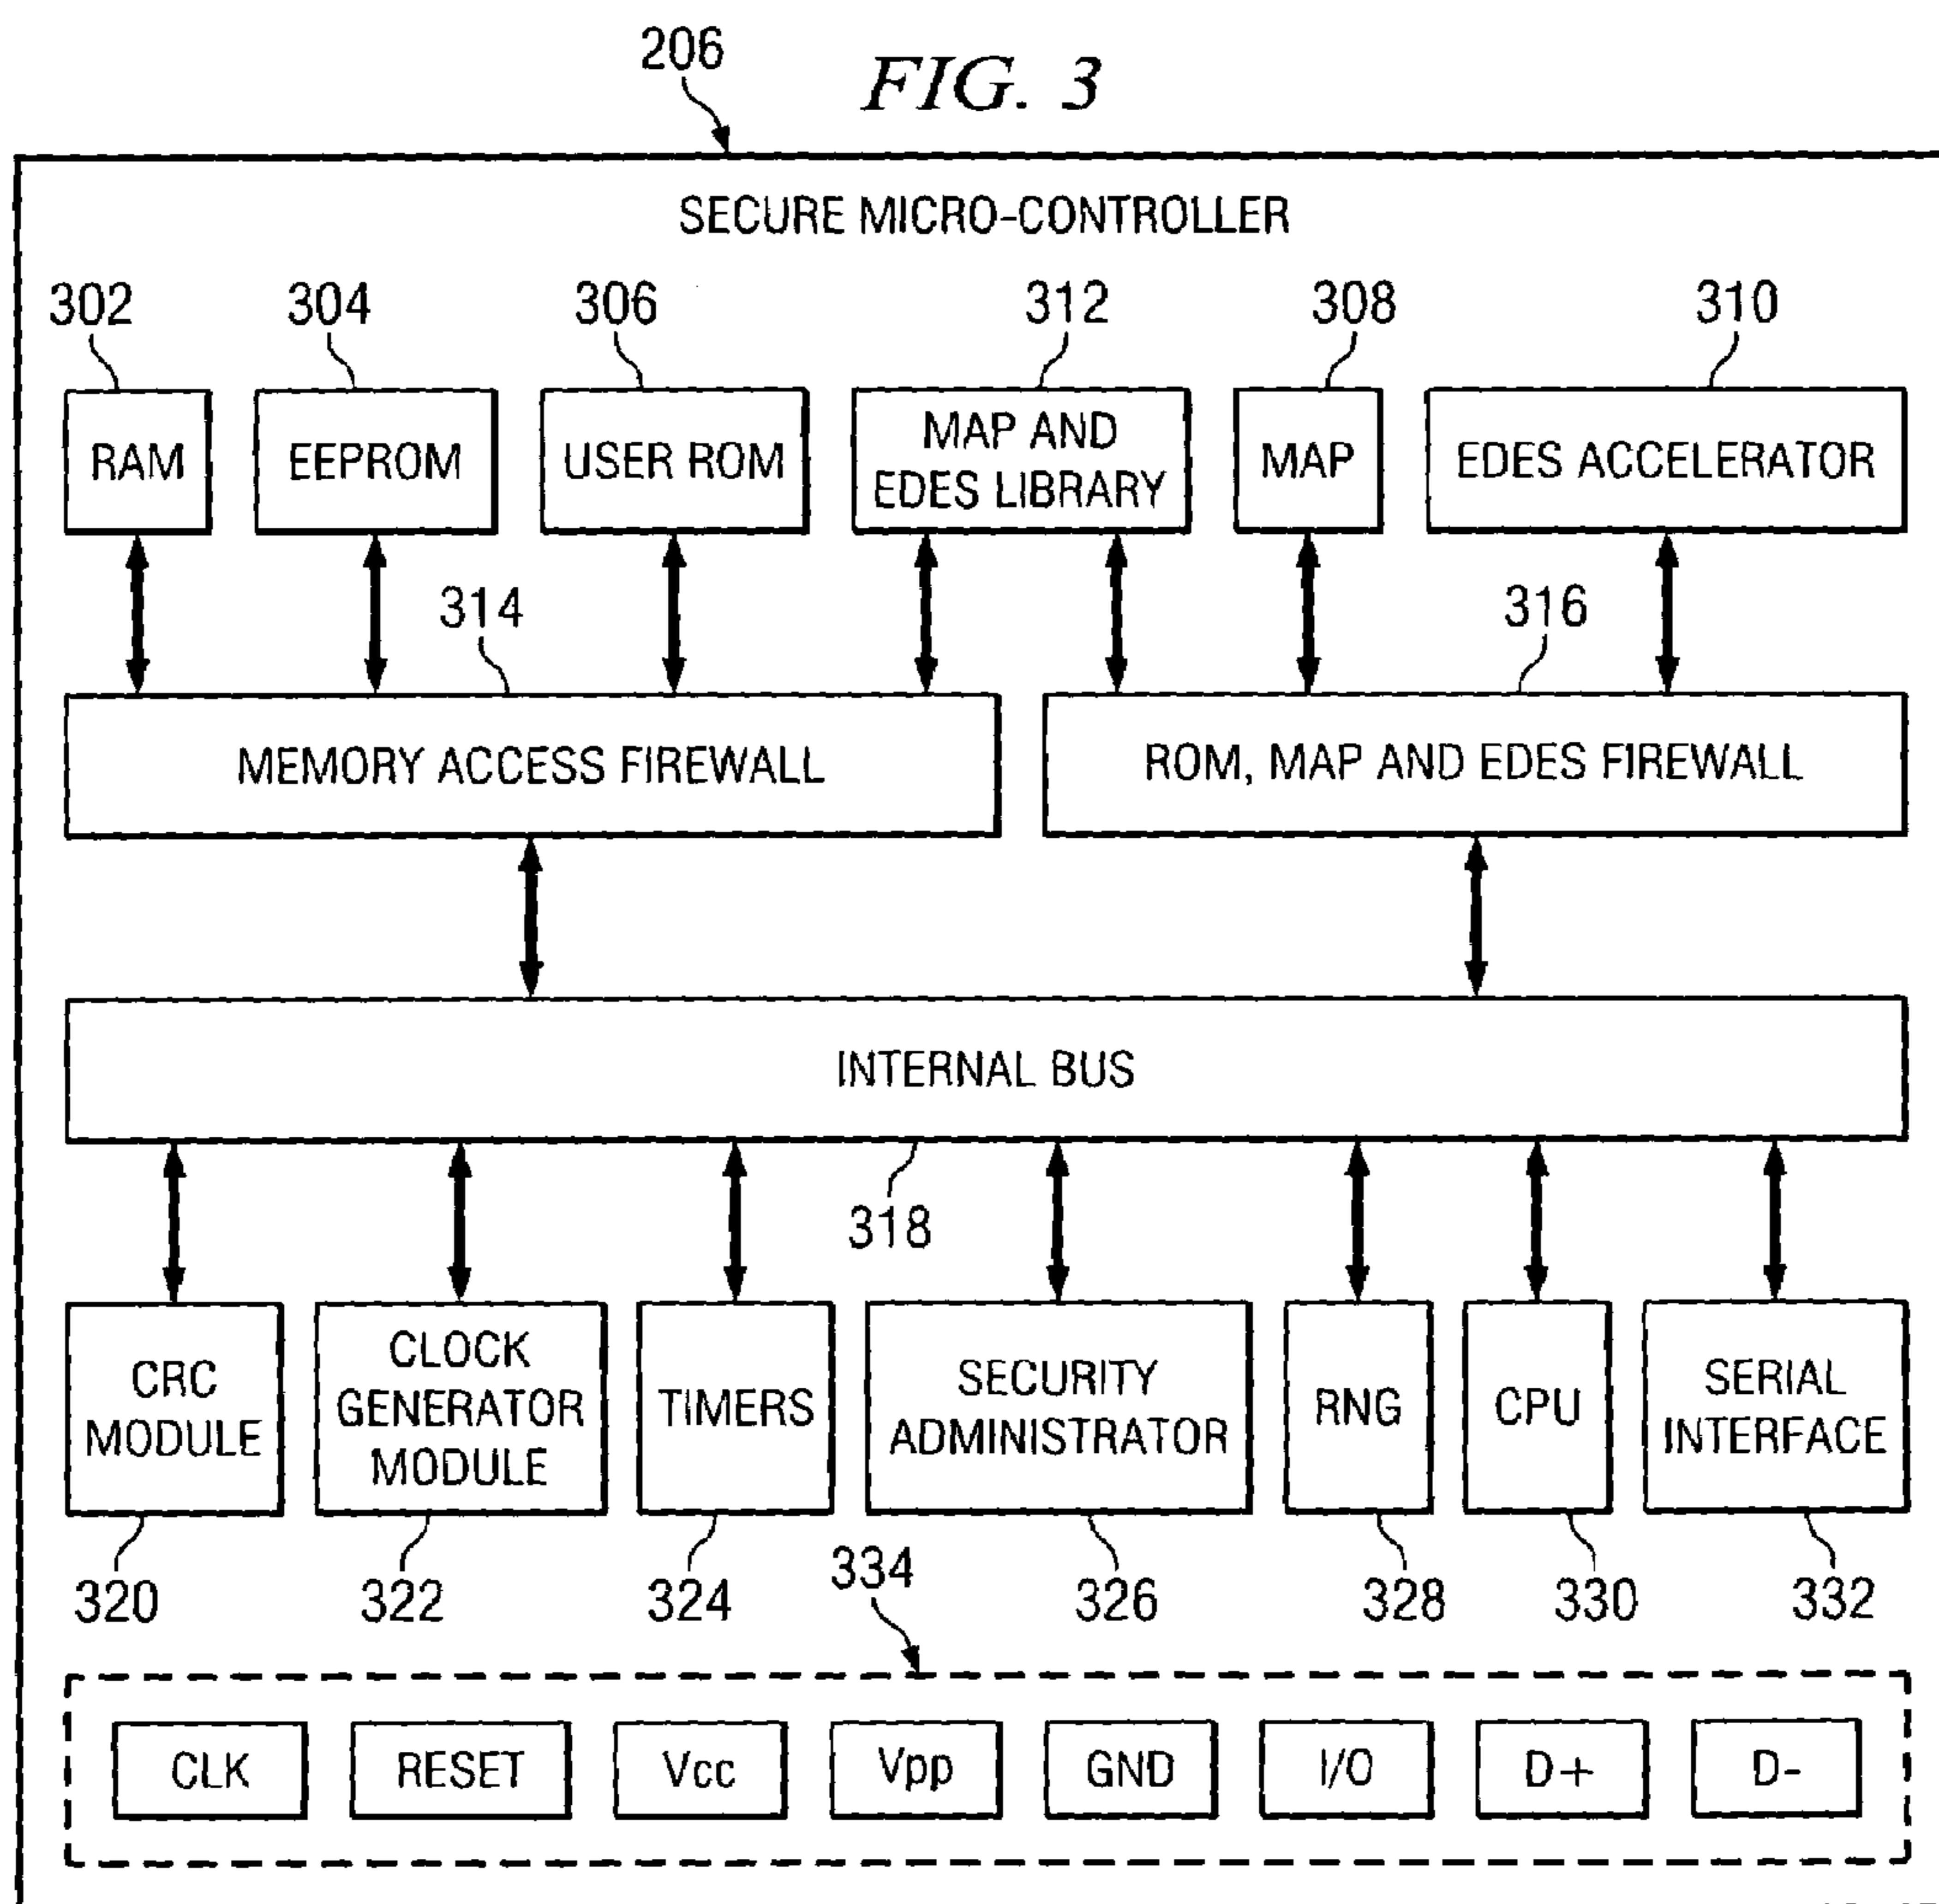 206
FIG. 3
SECURE MICRO-CONTROLLER
302
304
306
312
308
310
RAM
EEPROM
USER ROM
MAP AND
EDES LIBRARY
MAP
EDES ACCELERATOR
314
316
MEMORY ACCESS FIREWALL
ROM, MAP AND EDES FIREWALL
INTERNAL BUS
318
CRC
MODULE
CLOCK
GENERATOR
MODULE
TIMERS
SECURITY
ADMINISTRATOR
RNG
CPU
SERIAL
INTERFACE
320
322
324
334
326
328
330
332
CLK
RESET
Vcc
Vpp
GND
I/O
D+
D-